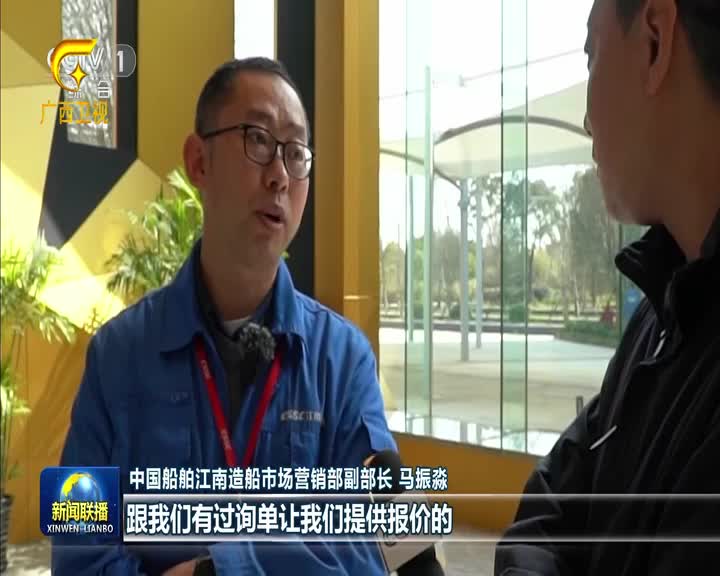 CCTV 1
综合
广西卫视
中国船舶江南造船市场营销部副部长 马振淼
跟我们有过询单让我们提供报价的
新闻联播
XINWEN LIANBO